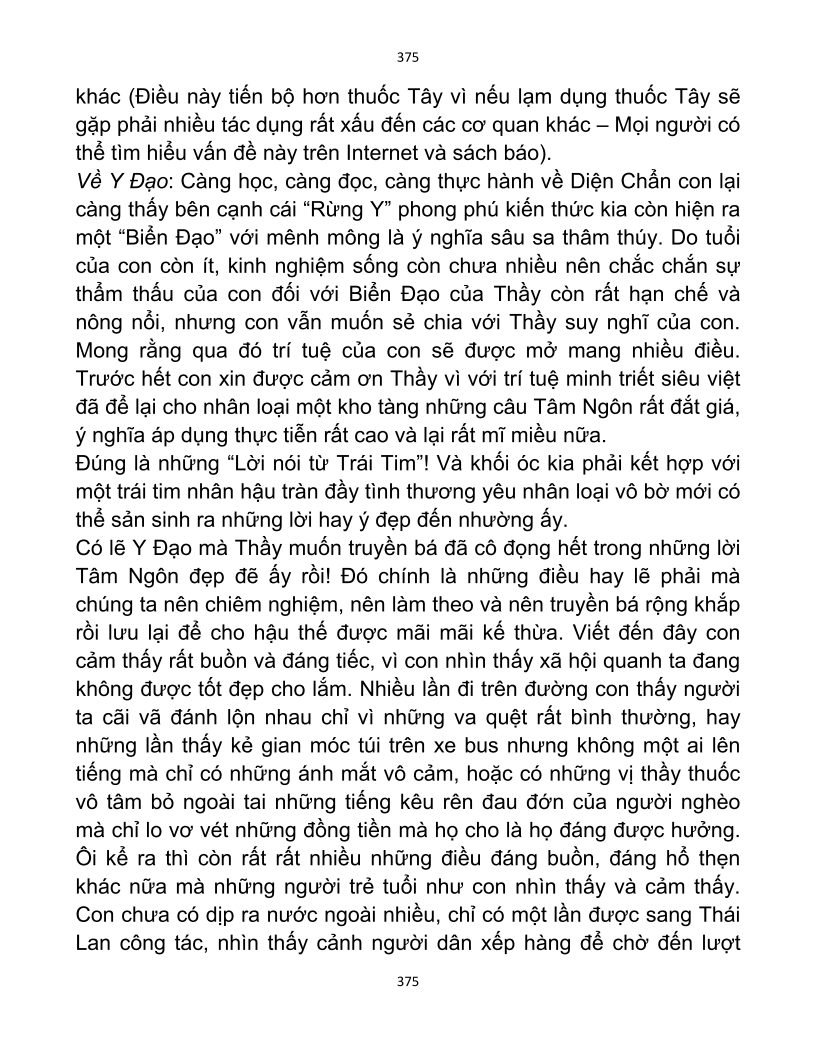 375
khác (Điều này tiến bộ hơn thuốc Tây vì nếu lạm dụng thuốc Tây sẽ
gặp phải nhiều tác dụng rất xấu đến các cơ quan khác – Mọi người có
thể tìm hiểu vấn đề này trên Internet và sách báo).
Về Y Đạo: Càng học, càng đọc, càng thực hành về Diện Chẩn con lại
càng thấy bên cạnh cái “Rừng Y” phong phú kiến thức kia còn hiện ra
một “Biển Đạo” với mênh mông là ý nghĩa sâu sa thâm thúy. Do tuổi
của con còn ít, kinh nghiệm sống còn chưa nhiều nên chắc chắn sự
thẩm thấu của con đối với Biển Đạo của Thầy còn rất hạn chế và
nông nổi, nhưng con vẫn muốn sẻ chia với Thầy suy nghĩ của con.
Mong rằng qua đó trí tuệ của con sẽ được mở mang nhiều điều.
Trước hết con xin được cảm ơn Thầy vì với trí tuệ minh triết siêu việt
đã để lại cho nhân loại một kho tàng những câu Tâm Ngôn rất đắt giá,
ý nghĩa áp dụng thực tiễn rất cao và lại rất mĩ miều nữa.
Đúng là những “Lời nói từ Trái Tim”! Và khối óc kia phải kết hợp với
một trái tim nhân hậu tràn đầy tình thương yêu nhân loại vô bờ mới có
thể sản sinh ra những lời hay ý đẹp đến nhường ấy.
Có lẽ Y Đạo mà Thầy muốn truyền bá đã cô đọng hết trong những lời
Tâm Ngôn đẹp đẽ ấy rồi! Đó chính là những điều hay lẽ phải mà
chúng ta nên chiêm nghiệm, nên làm theo và nên truyền bá rộng khắp
rồi lưu lại để cho hậu thế được mãi mãi kế thừa. Viết đến đây con
cảm thấy rất buồn và đáng tiếc, vì con nhìn thấy xã hội quanh ta đang
không được tốt đẹp cho lắm. Nhiều lần đi trên đường con thấy người
ta cãi vã đánh lộn nhau chỉ vì những va quệt rất bình thường, hay
những lần thấy kẻ gian móc túi trên xe bus nhưng không một ai lên
tiếng mà chỉ có những ánh mắt vô cảm, hoặc có những vị thầy thuốc
vô tâm bỏ ngoài tai những tiếng kêu rên đau đớn của người nghèo
mà chỉ lo vơ vét những đồng tiền mà họ cho là họ đáng được hưởng.
Ôi kể ra thì còn rất rất nhiều những điều đáng buồn, đáng hổ thẹn
khác nữa mà những người trẻ tuổi như con nhìn thấy và cảm thấy.
Con chưa có dịp ra nước ngoài nhiều, chỉ có một lần được sang Thái
Lan công tác, nhìn thấy cảnh người dân xếp hàng để chờ đến lượt
375